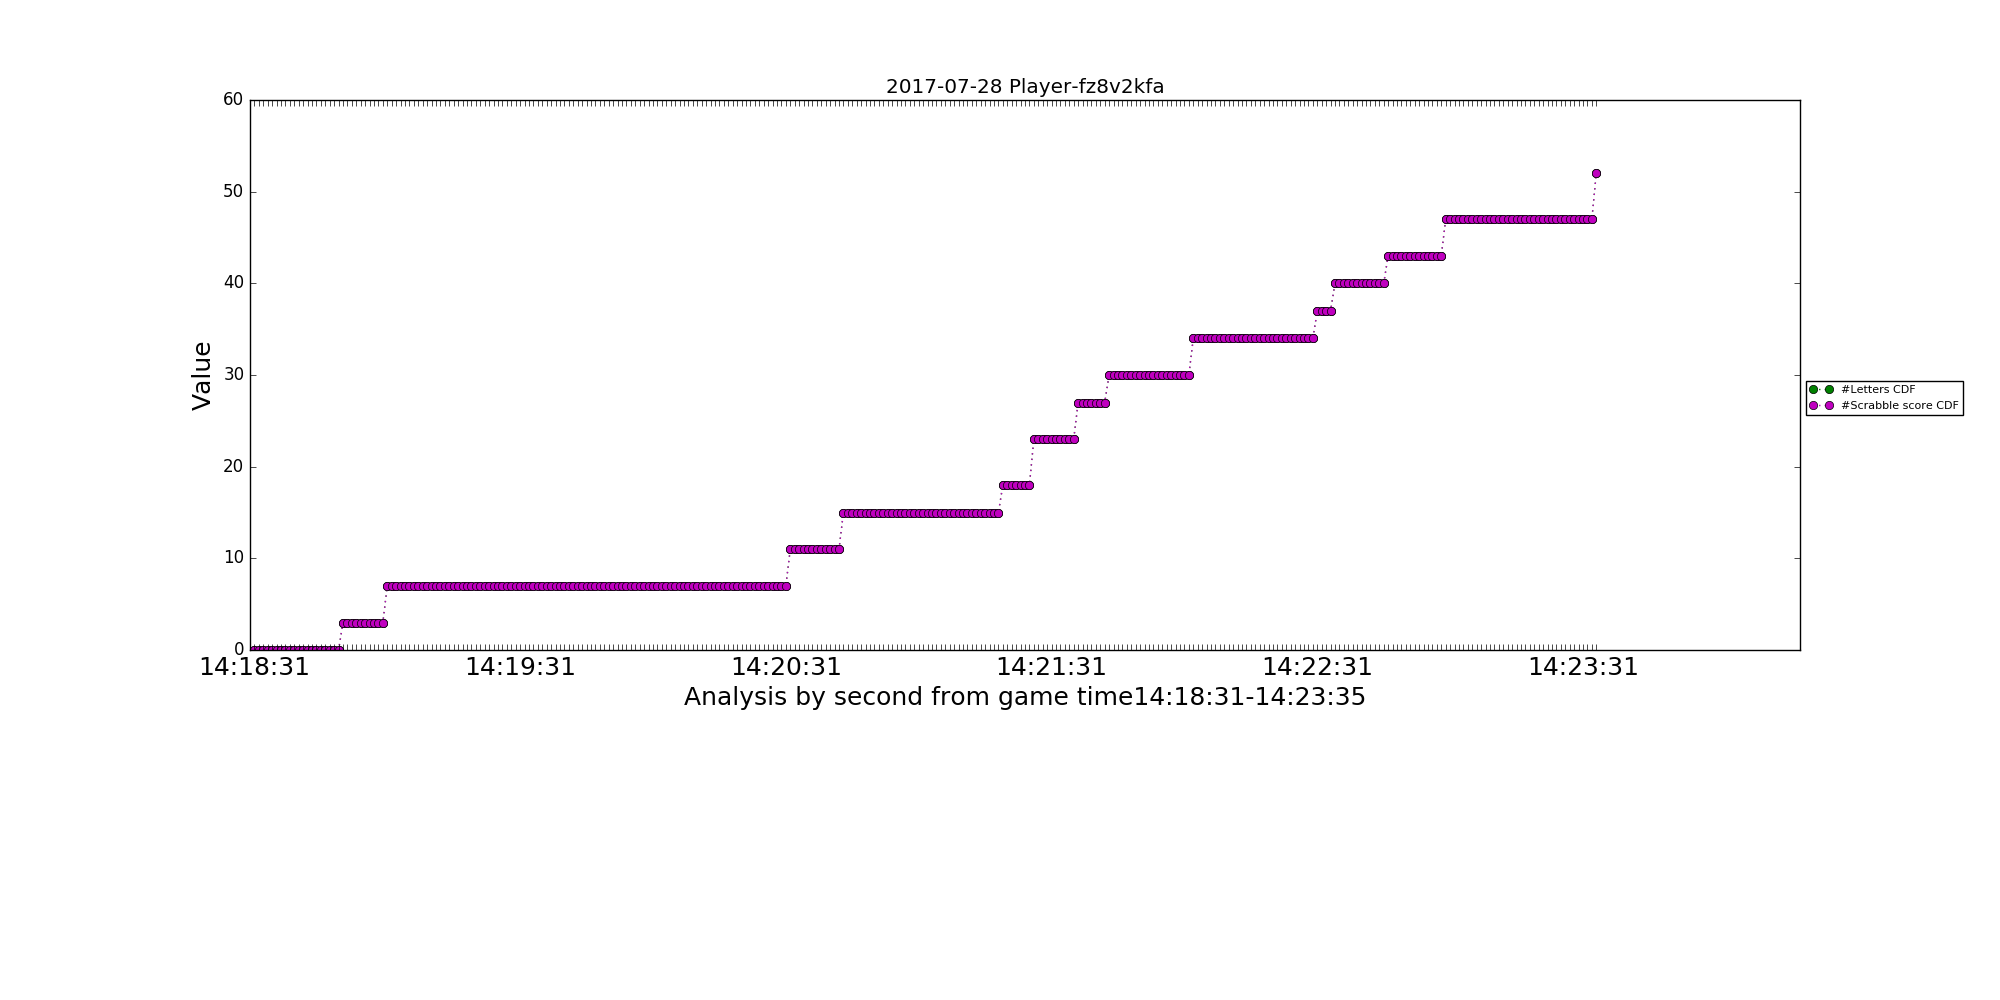 2017-07-28 Player-fz8v2kfa
60
50
40
30
20
10
0
Value
14:18:31 14:19:31 14:20:31 14:21:31 14:22:31 14:23:31
Analysis by second from game time14:18:31-14:23:35
#Letters CDF
#Scrabble score CDF